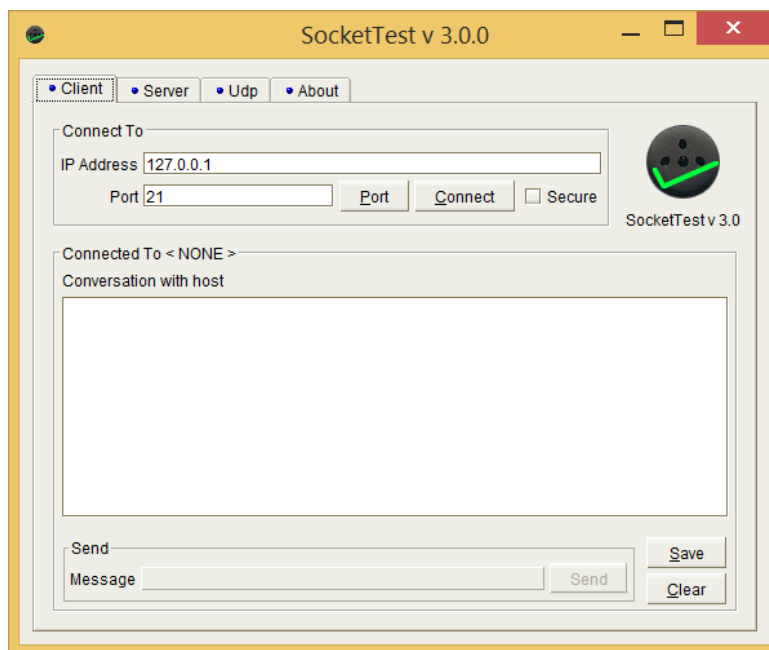 SocketTest v 3.0.0
Client Server Udp About
Connect To
IP Address 127.0.0.1
Port 21 Port Connect Secure
SocketTest v 3.0
Connected To < NONE >
Conversation with host
Send
Message Send
Save
Clear